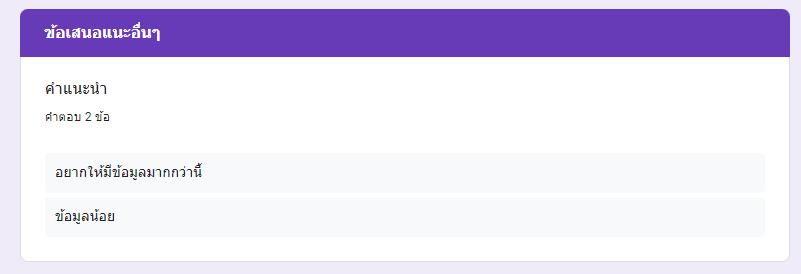 ข้อเสนอแนะอื่นๆ
คำแนะนำ
คำตอบ 2 ข้อ
อยากให้มีข้อมูลมากกว่านี้
ข้อมูลน้อย